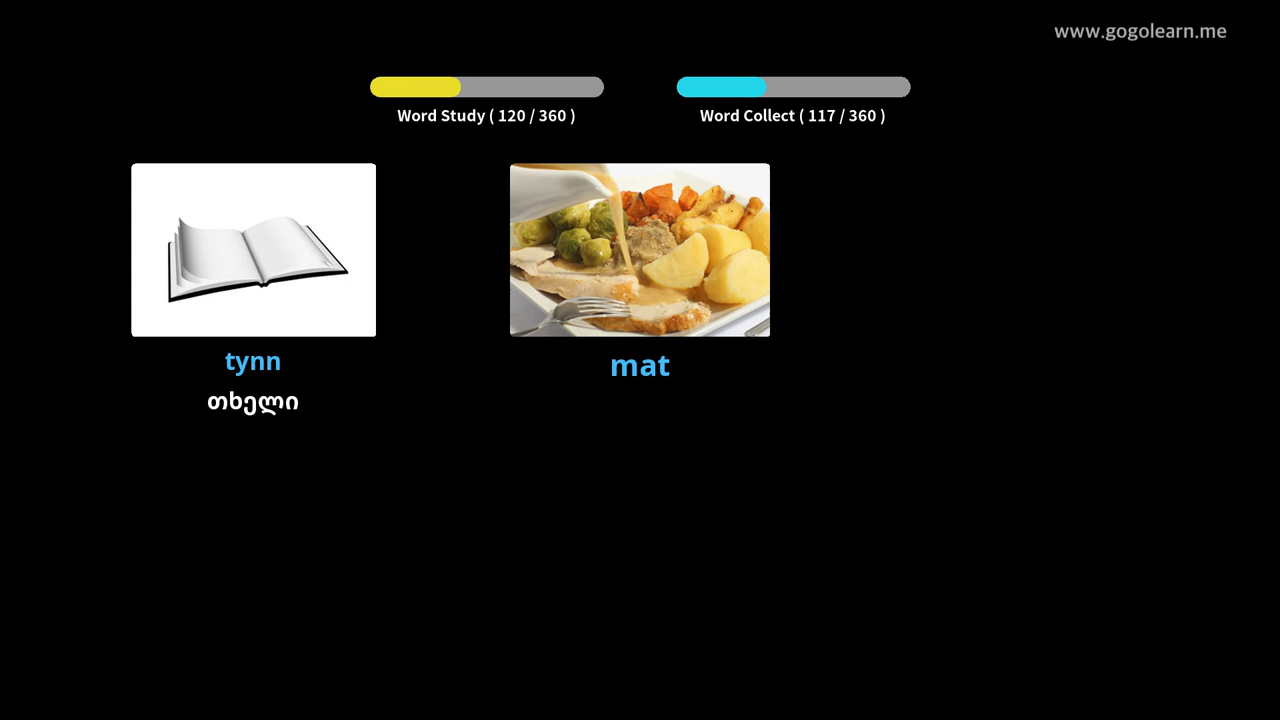 www.gogolearn.me
Word Study ( 120 / 360 )
Word Collect ( 117 / 360 )
tynn
თხელი
mat